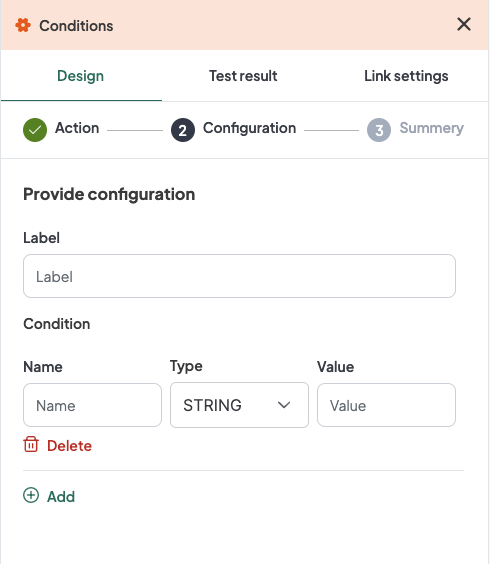 Conditions
Design Test result Link settings
Action 2 Configuration 3 Summery
Provide configuration
Label
Label
Condition
Name Type Value
Name STRING Value
Delete
Add